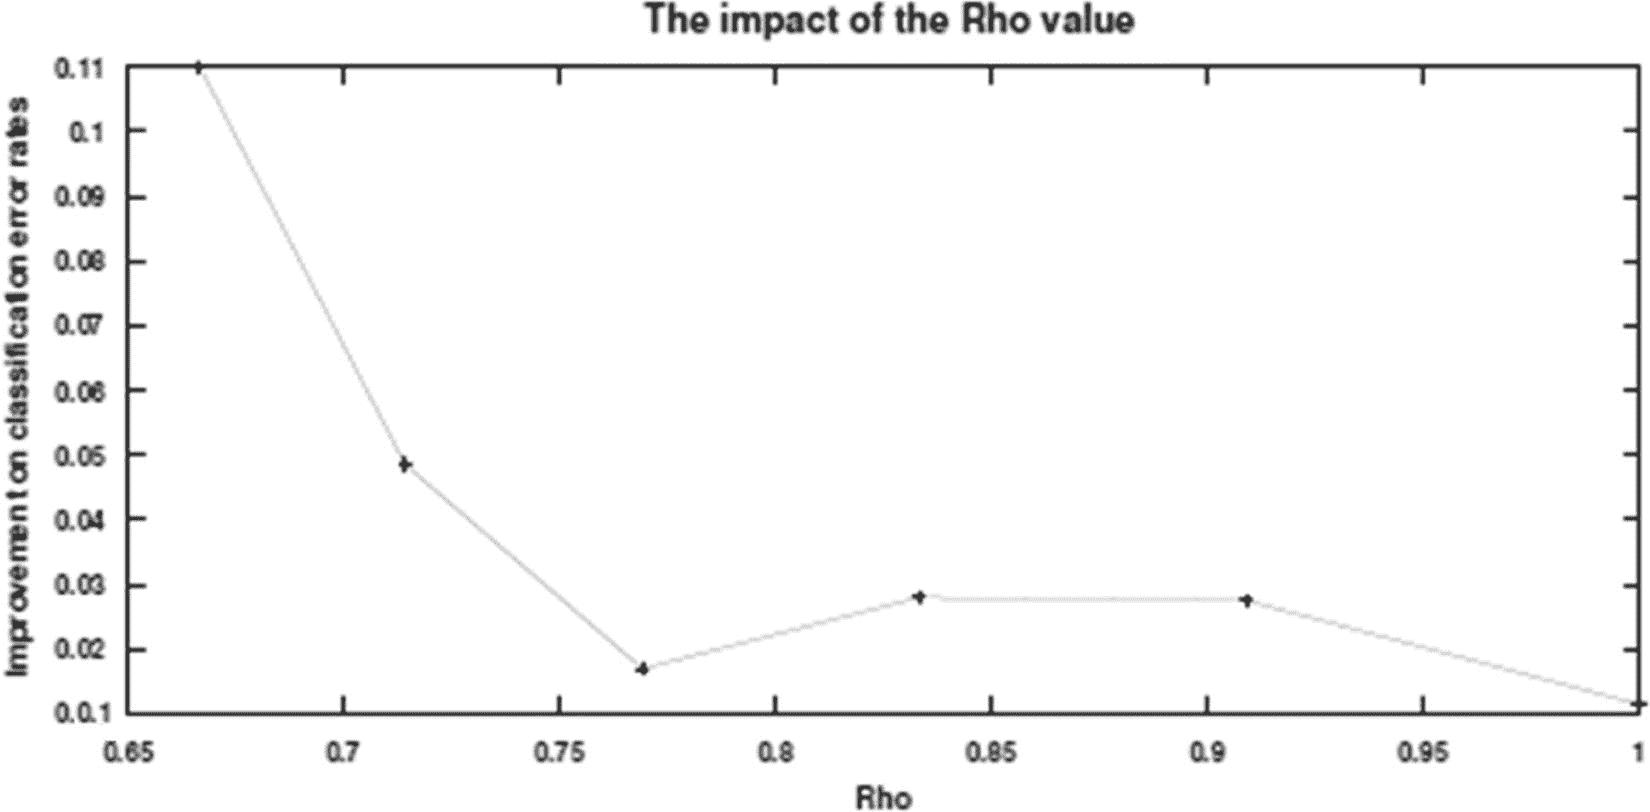 The impact of the Rho value
Improvement on classification error rates
0.11
0.1
0.09
0.08
0.07
0.06
0.05
0.04
0.03
0.02
0.0.1
0.65 0.7 0.75 0.8 0.85 0.9 0.95 1
Rho